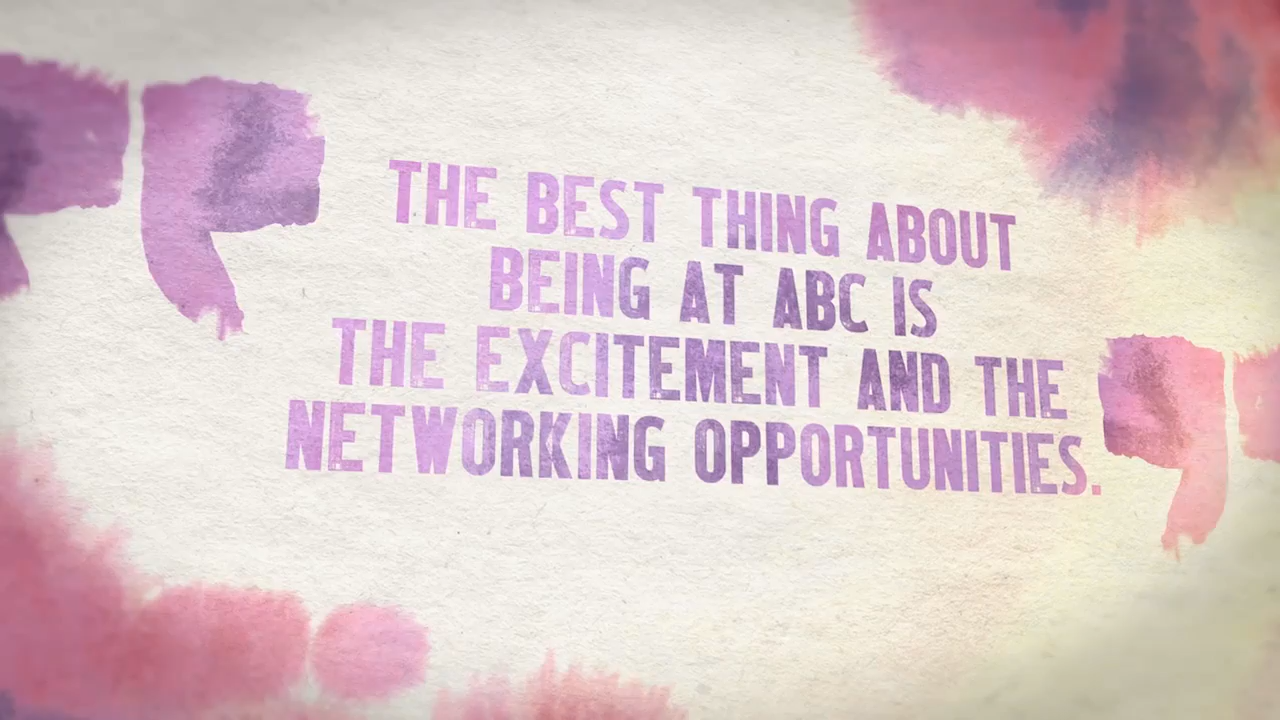 THE BEST THING ABOUT
BEING AT ABC IS
THE EXCITEMENT AND THE
NETWORKING OPPORTUNITIES.